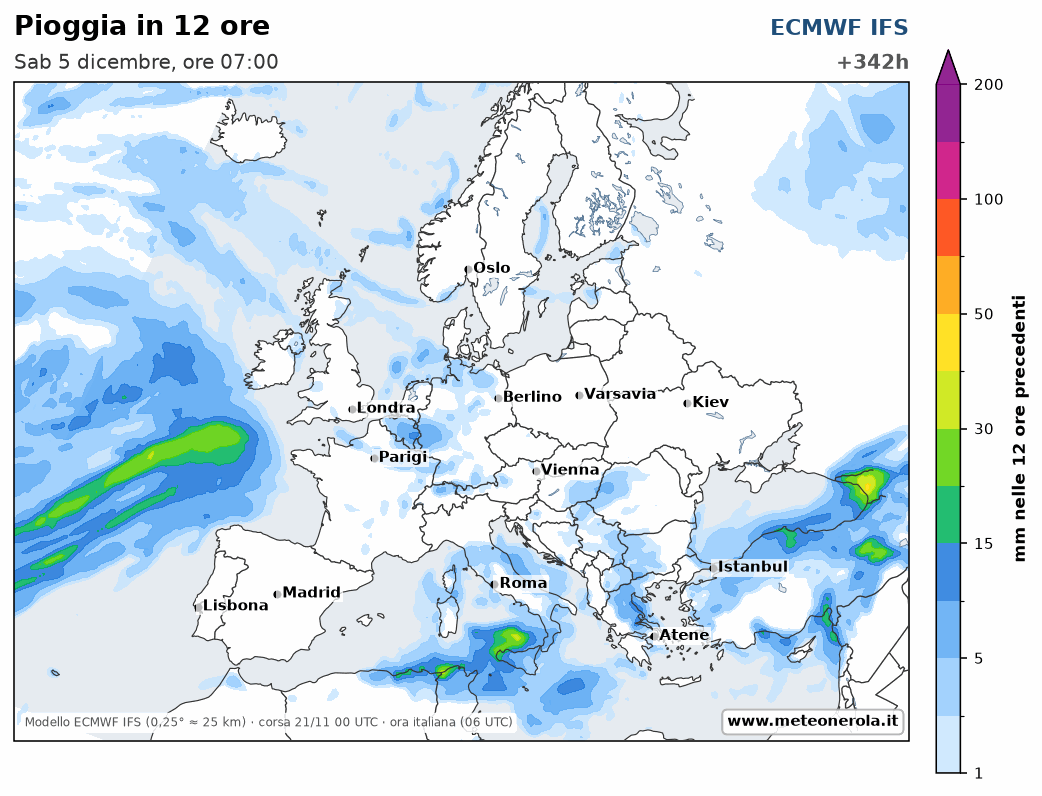 Pioggia in 12 ore
ECMWF IFS
Sab 5 dicembre, ore 07:00
+342h
200
100
50
30
15
5
1
mm nelle 12 ore precedenti
Oslo
Berlino
Varsavia
Kiev
Londra
Parigi
Vienna
Istanbul
Roma
Madrid
Lisbona
Atene
Modello ECMWF IFS (0,25° ≈ 25 km) · corsa 21/11 00 UTC · ora italiana (06 UTC)
www.meteonerola.it